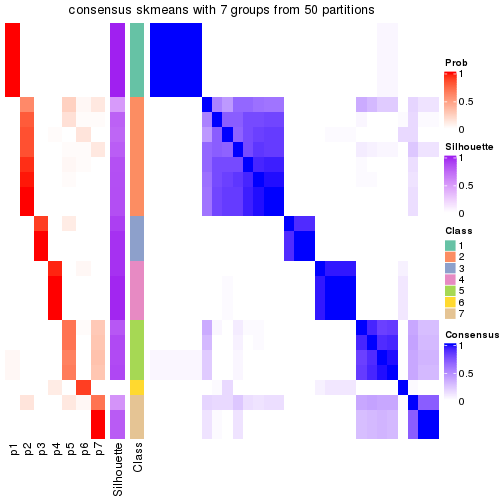 consensus skmeans with 7 groups from 50 partitions
Prob
1
0.5
0
Silhouette
1
0.5
0
Class
1
2
3
4
5
6
7
Consensus
1
0.5
0
p1
p2
p3
p4
p5
p6
p7
Silhouette
Class